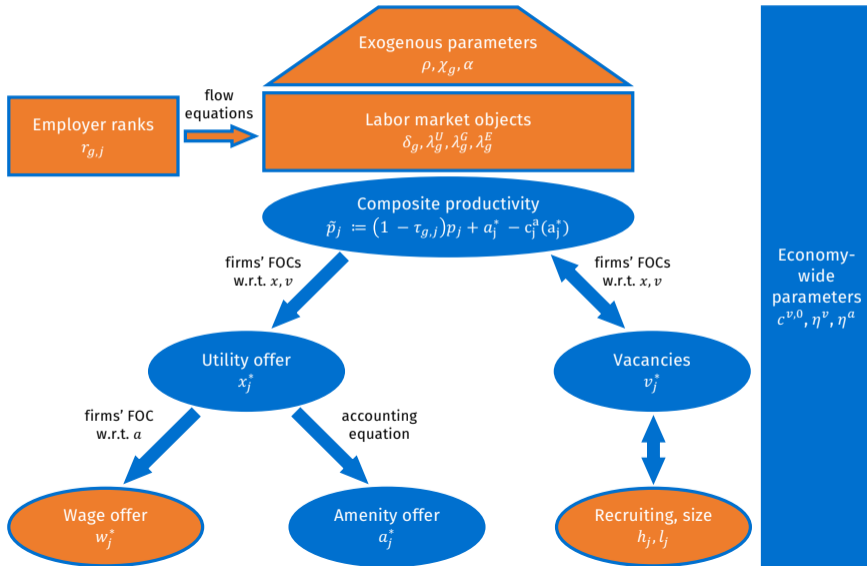 Exogenous parameters
ρ, χ_g, α
flow
equations
Employer ranks
r_{g,j}
Labor market objects
δ_g, λ_g^U, λ_g^G, λ_g^E
Composite productivity
p̃_j := (1 − τ_{g,j})p_j + a_j^* − c_j^a(a_j^*)
firms' FOCs
w.r.t. x, v
firms' FOCs
w.r.t. x, v
Economy-
wide
parameters
c^{v,0}, η^v, η^a
Utility offer
x_j^*
Vacancies
v_j^*
firms' FOC
w.r.t. a
accounting
equation
Wage offer
w_j^*
Amenity offer
a_j^*
Recruiting, size
h_j, l_j